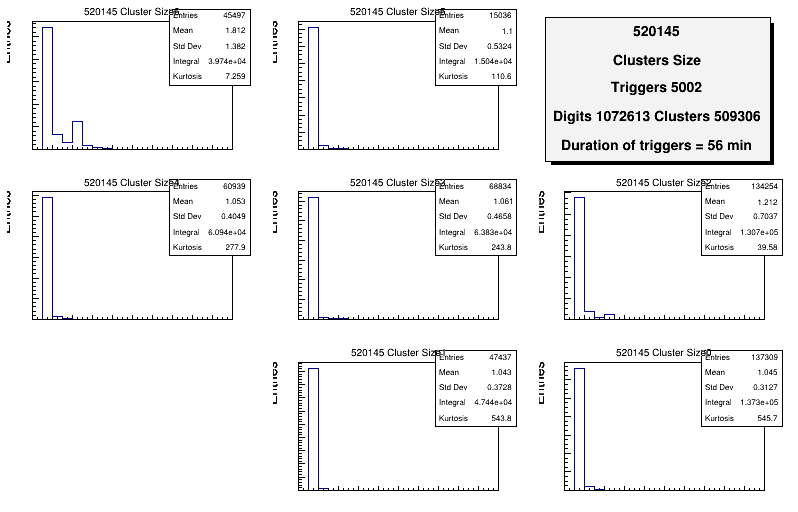 520145 Cluster Size
Entries 45497
Mean 1.812
Std Dev 1.382
Integral 3.974e+04
Kurtosis 7.259
Entries
520145 Cluster Size
Entries 15036
Mean 1.1
Std Dev 0.5324
Integral 1.504e+04
Kurtosis 110.6
Entries
520145
Clusters Size
Triggers 5002
Digits 1072613 Clusters 509306
Duration of triggers = 56 min
520145 Cluster Size
Entries 60939
Mean 1.053
Std Dev 0.4049
Integral 6.094e+04
Kurtosis 277.9
Entries
520145 Cluster Size
Entries 68834
Mean 1.061
Std Dev 0.4658
Integral 6.383e+04
Kurtosis 243.8
Entries
520145 Cluster Size
Entries 134254
Mean 1.212
Std Dev 0.7037
Integral 1.307e+05
Kurtosis 39.58
Entries
520145 Cluster Size
Entries 47437
Mean 1.043
Std Dev 0.3728
Integral 4.744e+04
Kurtosis 543.8
Entries
520145 Cluster Size
Entries 137309
Mean 1.045
Std Dev 0.3127
Integral 1.373e+05
Kurtosis 545.7
Entries